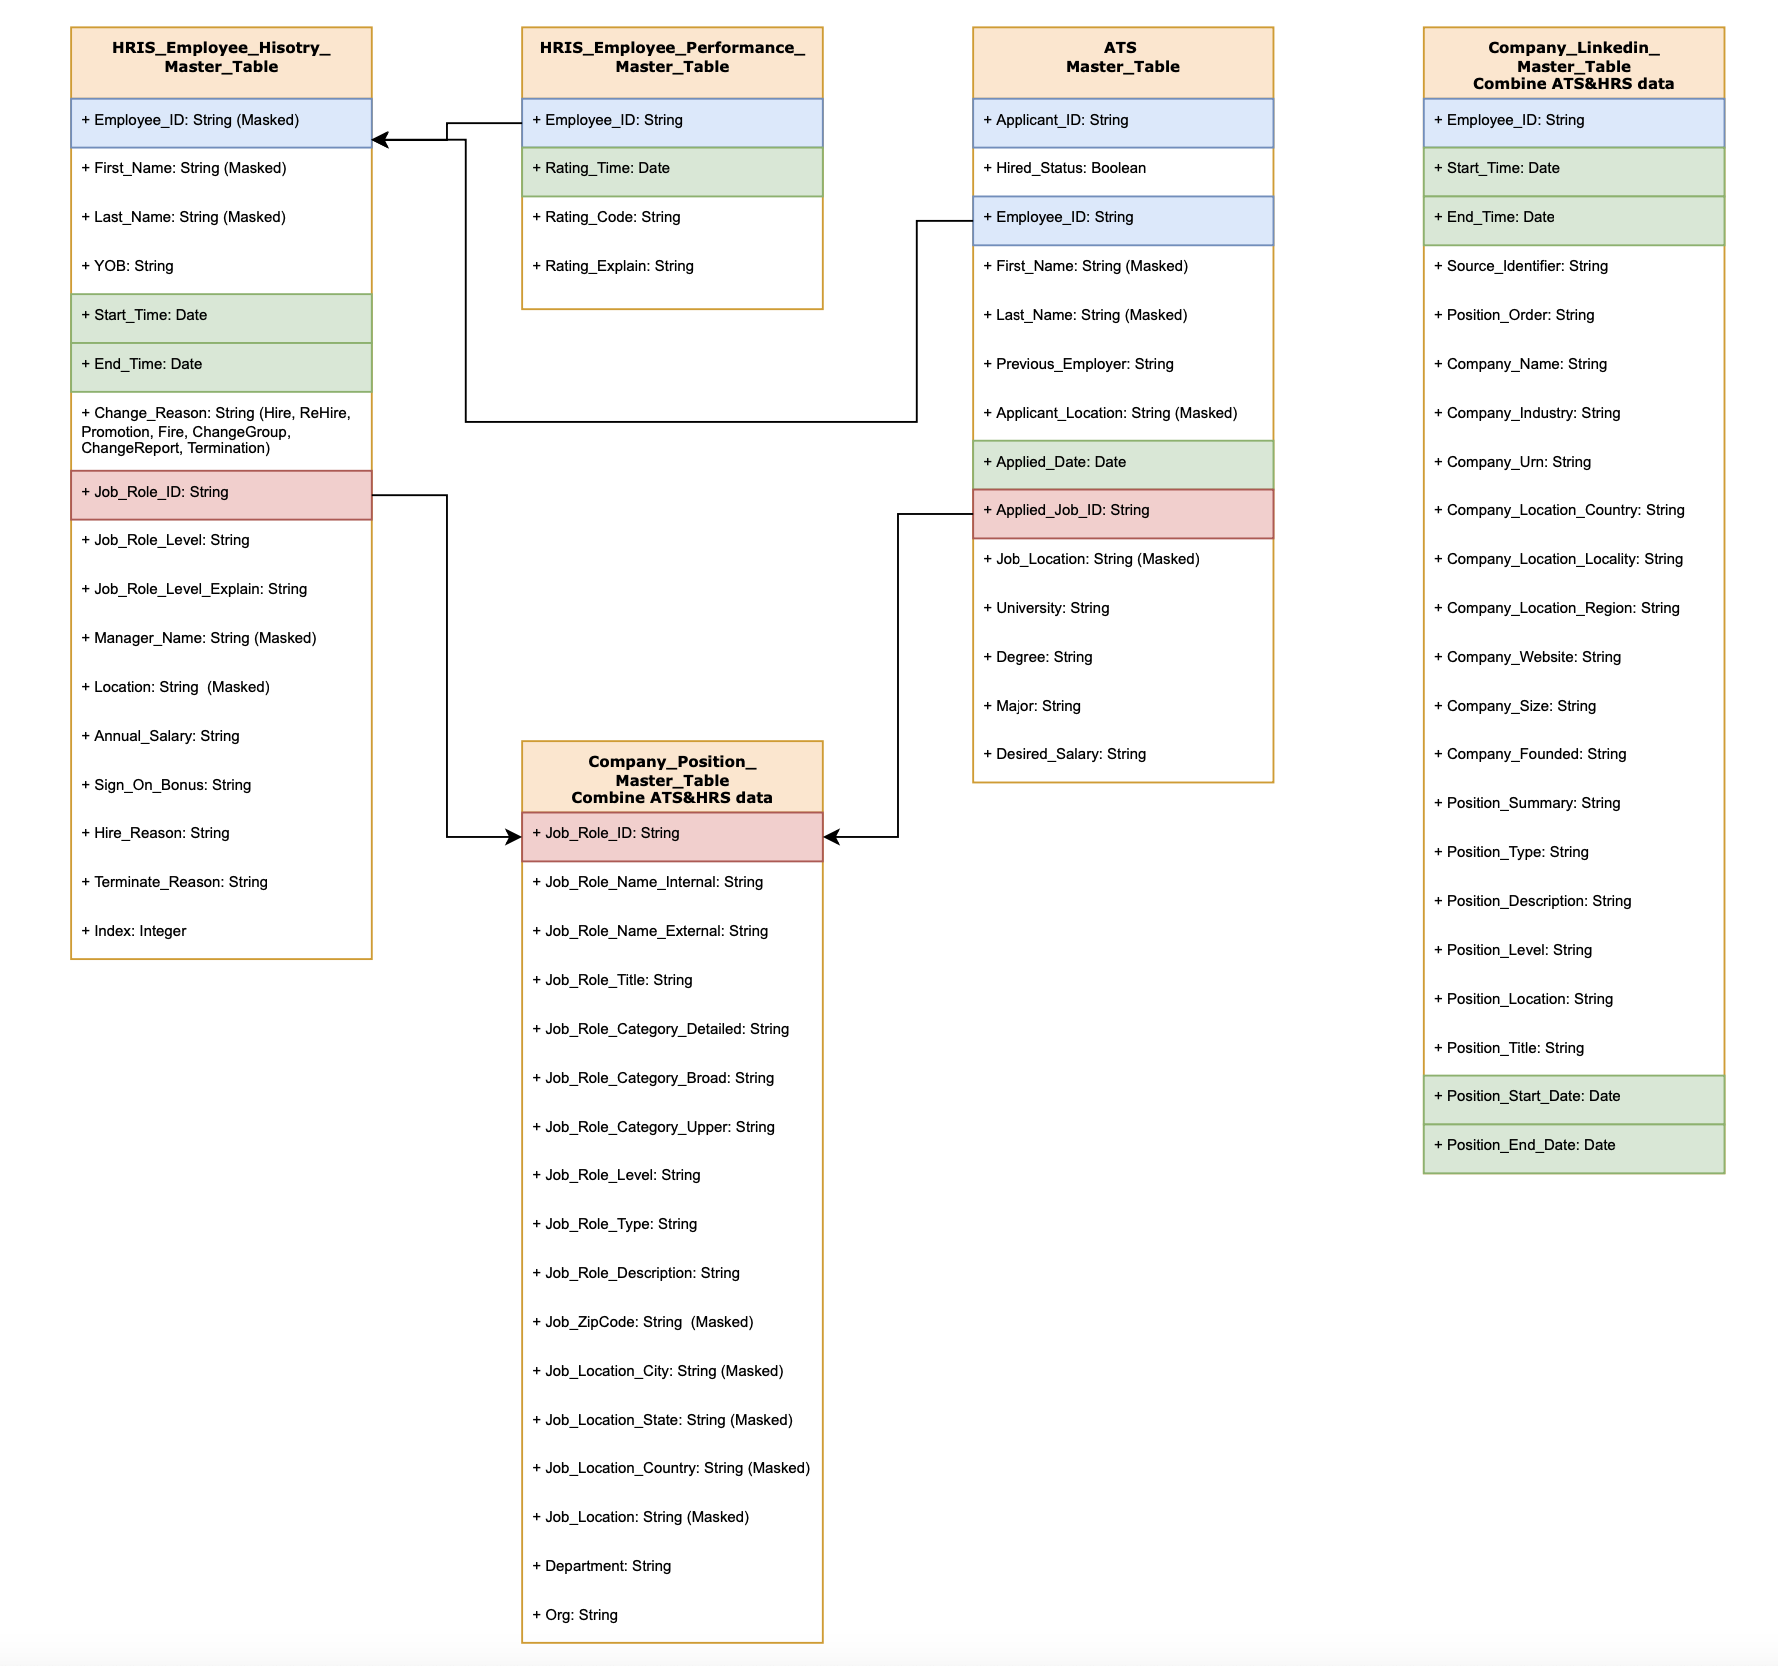 HRIS_Employee_Hisotry_
Master_Table
+ Employee_ID: String (Masked)
+ First_Name: String (Masked)
+ Last_Name: String (Masked)
+ YOB: String
+ Start_Time: Date
+ End_Time: Date
+ Change_Reason: String (Hire, ReHire,
Promotion, Fire, ChangeGroup,
ChangeReport, Termination)
+ Job_Role_ID: String
+ Job_Role_Level: String
+ Job_Role_Level_Explain: String
+ Manager_Name: String (Masked)
+ Location: String  (Masked)
+ Annual_Salary: String
+ Sign_On_Bonus: String
+ Hire_Reason: String
+ Terminate_Reason: String
+ Index: Integer
HRIS_Employee_Performance_
Master_Table
+ Employee_ID: String
+ Rating_Time: Date
+ Rating_Code: String
+ Rating_Explain: String
Company_Position_
Master_Table
Combine ATS&HRS data
+ Job_Role_ID: String
+ Job_Role_Name_Internal: String
+ Job_Role_Name_External: String
+ Job_Role_Title: String
+ Job_Role_Category_Detailed: String
+ Job_Role_Category_Broad: String
+ Job_Role_Category_Upper: String
+ Job_Role_Level: String
+ Job_Role_Type: String
+ Job_Role_Description: String
+ Job_ZipCode: String  (Masked)
+ Job_Location_City: String (Masked)
+ Job_Location_State: String (Masked)
+ Job_Location_Country: String (Masked)
+ Job_Location: String (Masked)
+ Department: String
+ Org: String
ATS
Master_Table
+ Applicant_ID: String
+ Hired_Status: Boolean
+ Employee_ID: String
+ First_Name: String (Masked)
+ Last_Name: String (Masked)
+ Previous_Employer: String
+ Applicant_Location: String (Masked)
+ Applied_Date: Date
+ Applied_Job_ID: String
+ Job_Location: String (Masked)
+ University: String
+ Degree: String
+ Major: String
+ Desired_Salary: String
Company_Linkedin_
Master_Table
Combine ATS&HRS data
+ Employee_ID: String
+ Start_Time: Date
+ End_Time: Date
+ Source_Identifier: String
+ Position_Order: String
+ Company_Name: String
+ Company_Industry: String
+ Company_Urn: String
+ Company_Location_Country: String
+ Company_Location_Locality: String
+ Company_Location_Region: String
+ Company_Website: String
+ Company_Size: String
+ Company_Founded: String
+ Position_Summary: String
+ Position_Type: String
+ Position_Description: String
+ Position_Level: String
+ Position_Location: String
+ Position_Title: String
+ Position_Start_Date: Date
+ Position_End_Date: Date